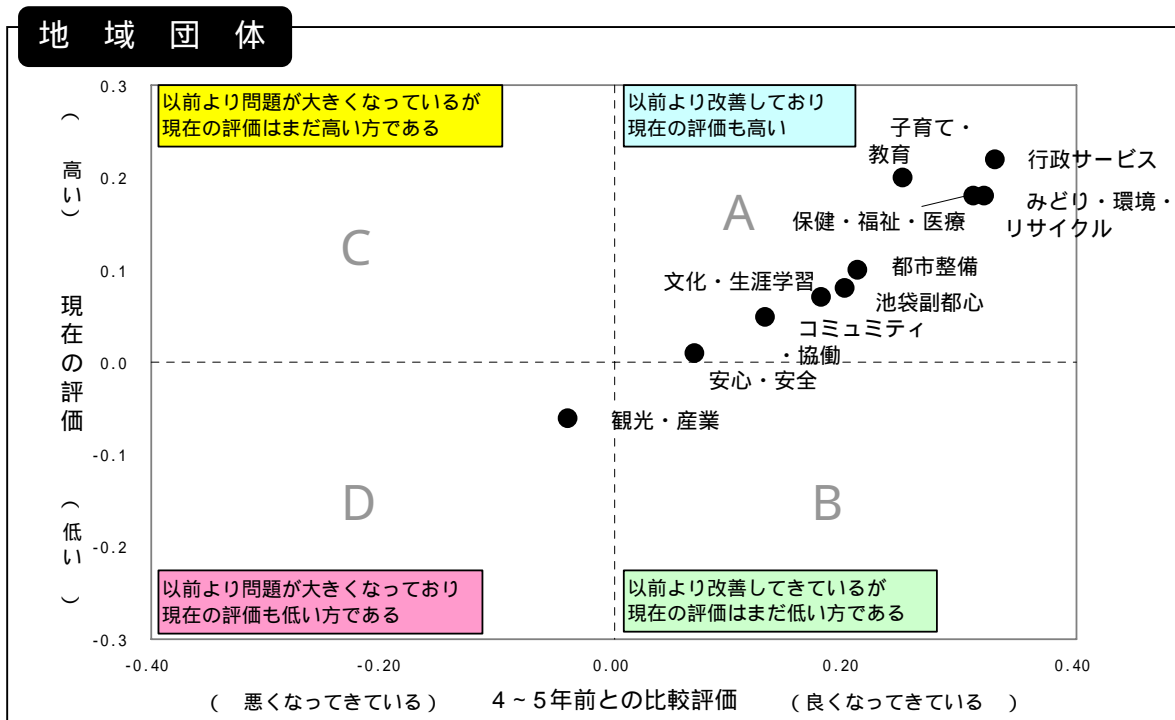 地域団体
（高い）
現在の評価
（低い）
0.3
0.2
0.1
0.0
-0.1
-0.2
-0.3
以前より問題が大きくなっているが
現在の評価はまだ高い方である
以前より改善しており
現在の評価も高い
子育て・
教育
行政サービス
みどり・環境・
リサイクル
保健・福祉・医療
A
C
都市整備
文化・生涯学習
池袋副都心
コミュミティ
・協働
安心・安全
観光・産業
D
B
以前より問題が大きくなっており
現在の評価も低い方である
以前より改善してきているが
現在の評価はまだ低い方である
-0.40
-0.20
0.00
0.20
0.40
（ 悪くなってきている） 4～5年前との比較評価 （良くなってきている ）